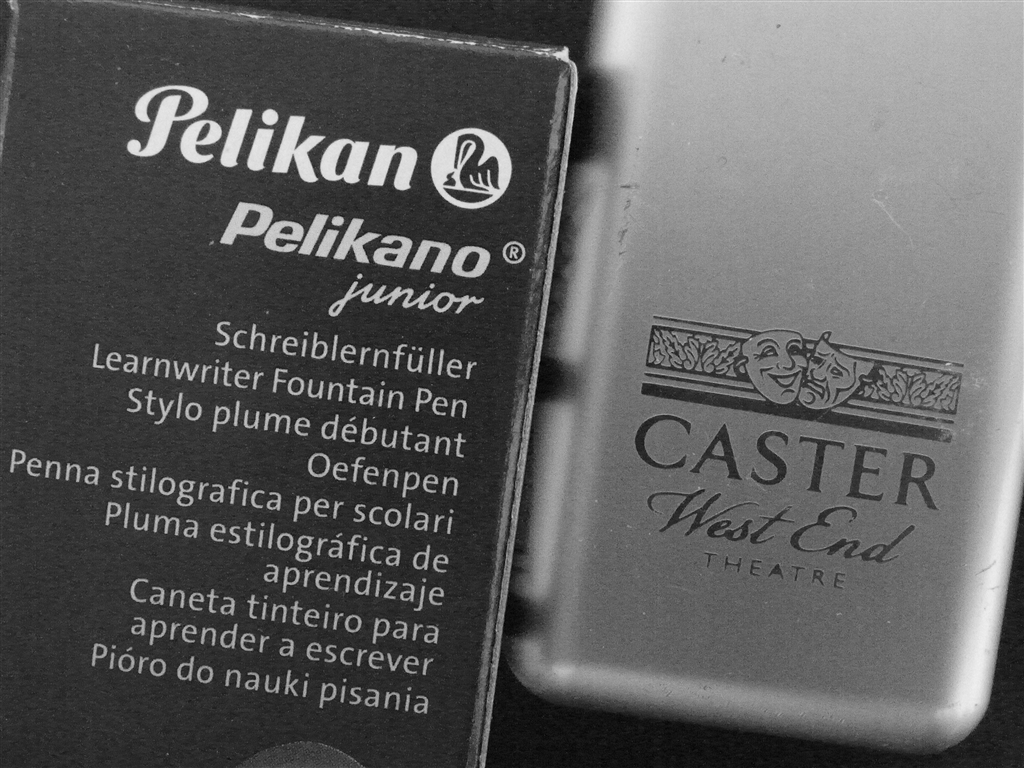 Pelikan
Pelikano®
junior
Schreiblernfüller
Learnwriter Fountain Pen
Stylo plume débutant
Oefenpen
Penna stilografica per scolari
Pluma estilográfica de
aprendizaje
Caneta tinteiro para
aprender a escrever
Pióro do nauki pisania
CASTER
West End
THEATRE